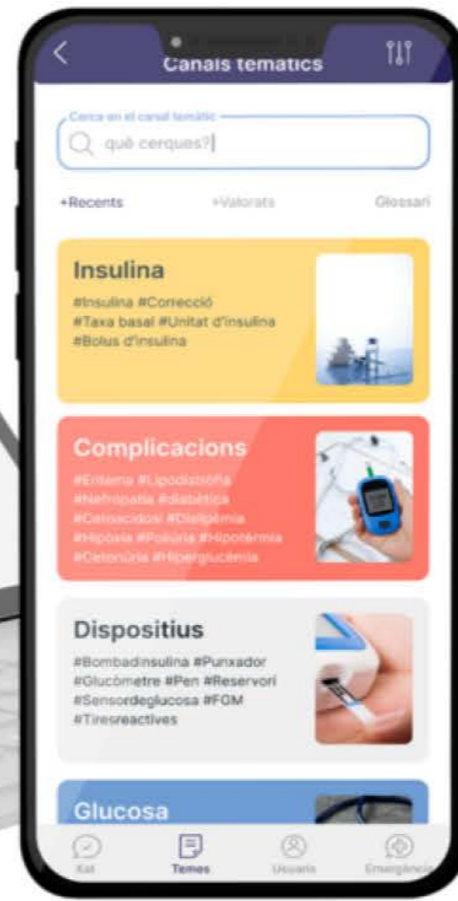 Canals temàtics
Cerca en el canal temàtic
què cerques?
+Recents +Valorats Glossari
Insulina
#Insulina #Correcció
#Taxa basal #Unitat d'insulina
#Bolus d'insulina
Complicacions
#Eritema #Lipodistròfia
#Nefropatia #diabètica
#Cetoacidosi #Dislipèmia
#Hipòxia #Poliúria #Hipotèrmia
#Cetonúria #Hiperglucèmia
Dispositius
#Bombadinsulina #Punxador
#Glucòmetre #Pen #Reservori
#Sensordeglucosa #FGM
#Tiresreactives
Glucosa
Xat Temes Usuaris Emergència